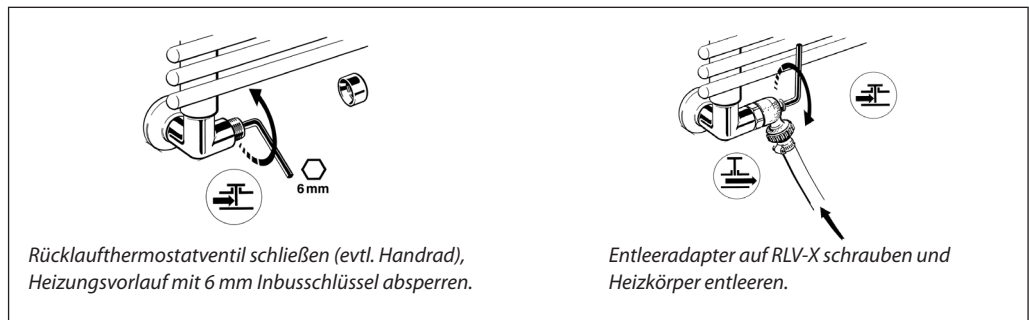 6 mm
Rücklaufthermostatventil schließen (evtl. Handrad),
Heizungsvorlauf mit 6 mm Inbusschlüssel absperren.
Entleeradapter auf RLV-X schrauben und
Heizkörper entleeren.